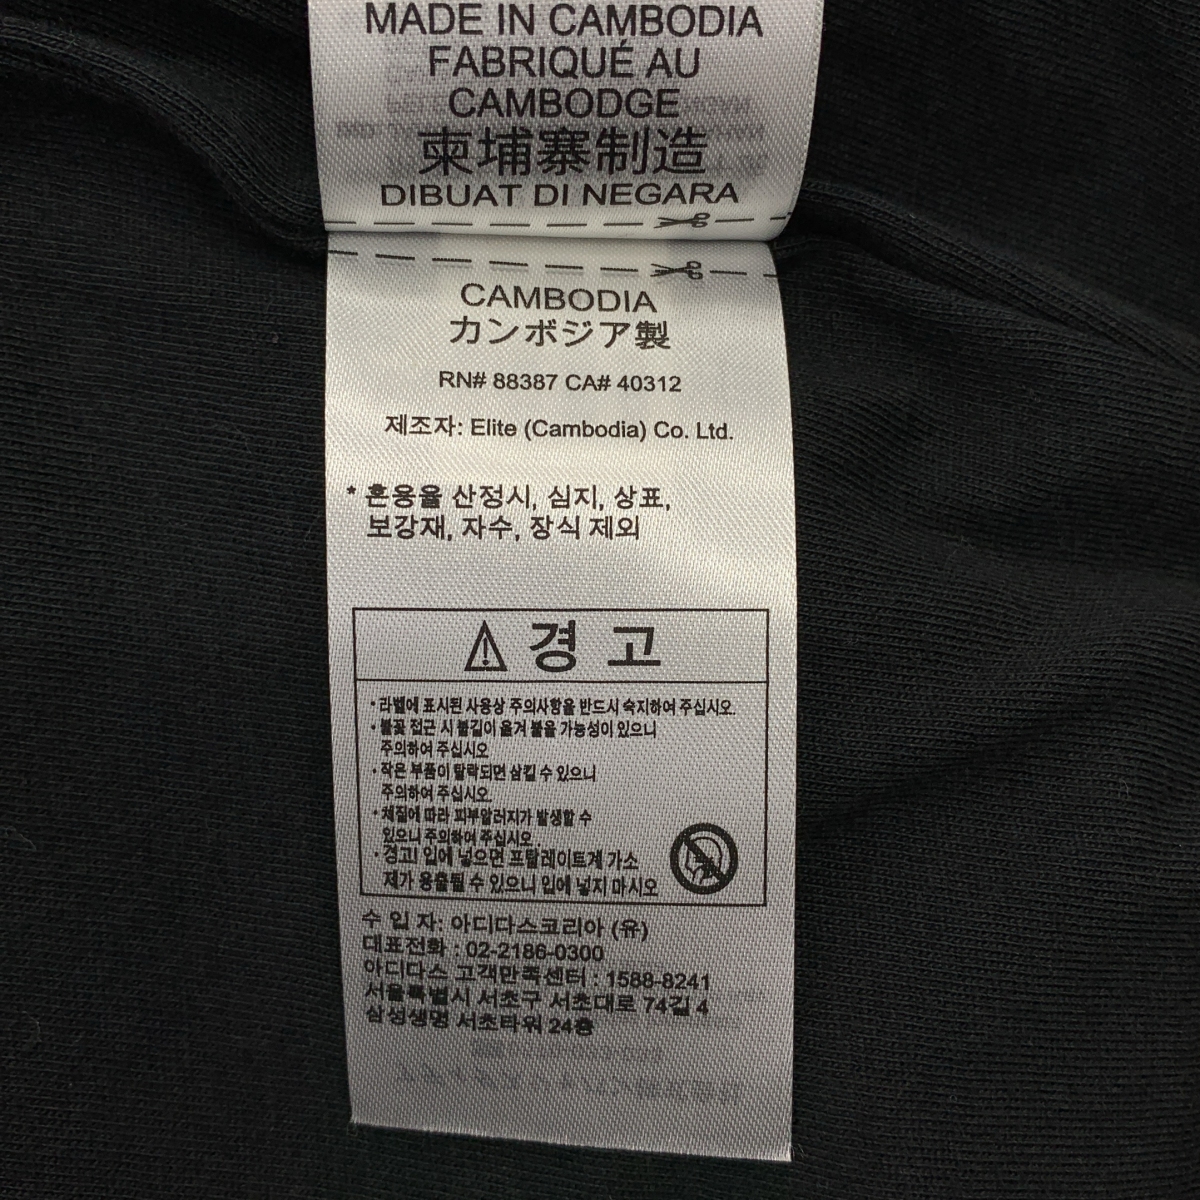 MADE IN CAMBODIA
FABRIQUÉ AU
CAMBODGE
柬埔寨制造
DIBUAT DI NEGARA
CAMBODIA
カンボジア製
RN# 88387 CA# 40312
제조자: Elite (Cambodia) Co. Ltd.
* 혼용율 산정시, 심지, 상표,
보강재, 자수, 장식 제외
경 고
• 라벨에 표시된 사용상 주의사항을 반드시 숙지하여 주십시오.
• 불꽃 접근 시 불길이 옮겨 붙을 가능성이 있으니
주의하여 주십시오
• 작은 부품이 탈락되면 삼킬 수 있으니
주의하여 주십시오.
• 체질에 따라 피부알러지가 발생할 수
있으니 주의하여 주십시오.
• 경고! 입에 넣으면 프탈레이트계 가소
제가 용출될 수 있으니 입에 넣지 마시오
수 입 자: 아디다스코리아 (유)
대표전화 : 02-2186-0300
아디다스 고객만족센터 : 1588-8241
서울특별시 서초구 서초대로 74길 4
삼성생명 서초타워 24층